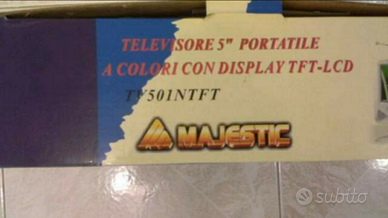 TELEVISORE 5" PORTATILE
A COLORI CON DISPLAY TFT-LCD
TV501NTFT
MAJESTIC
subito